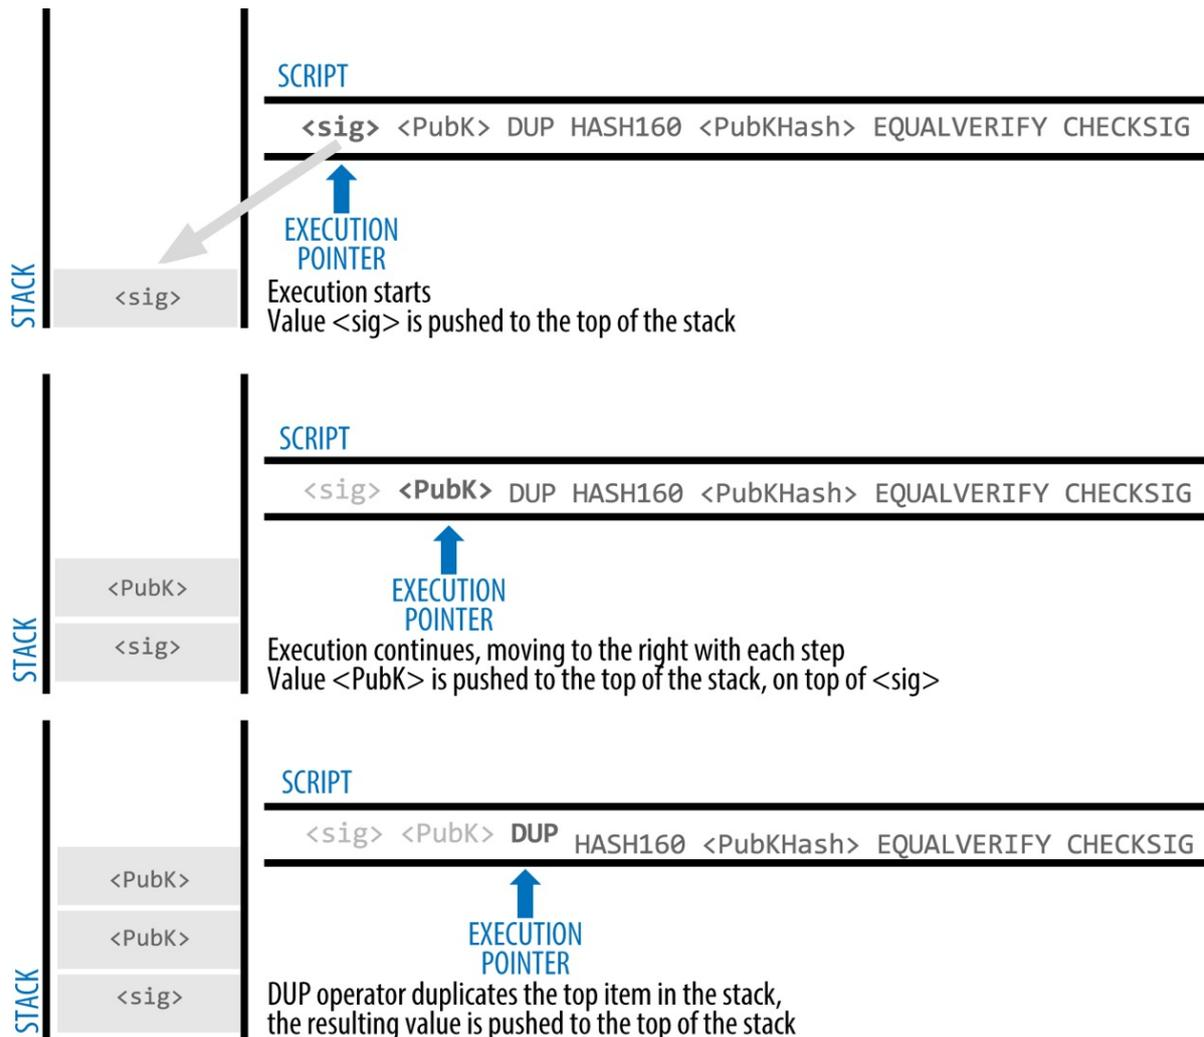 SCRIPT
<sig> <PubK> DUP HASH160 <PubKHash> EQUALVERIFY CHECKSIG
EXECUTION
POINTER
STACK
<sig>
Execution starts
Value <sig> is pushed to the top of the stack
SCRIPT
<sig> <PubK> DUP HASH160 <PubKHash> EQUALVERIFY CHECKSIG
EXECUTION
POINTER
<PubK>
STACK
<sig>
Execution continues, moving to the right with each step
Value <PubK> is pushed to the top of the stack, on top of <sig>
SCRIPT
<sig> <PubK> DUP HASH160 <PubKHash> EQUALVERIFY CHECKSIG
EXECUTION
POINTER
<PubK>
<PubK>
STACK
<sig>
DUP operator duplicates the top item in the stack,
the resulting value is pushed to the top of the stack